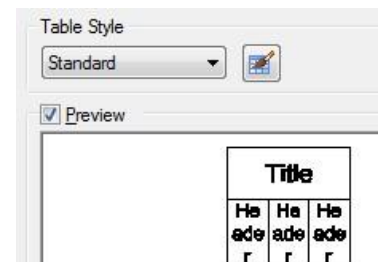 Table Style
Standard
Preview
Title
He He He
ade ade ade
r r r